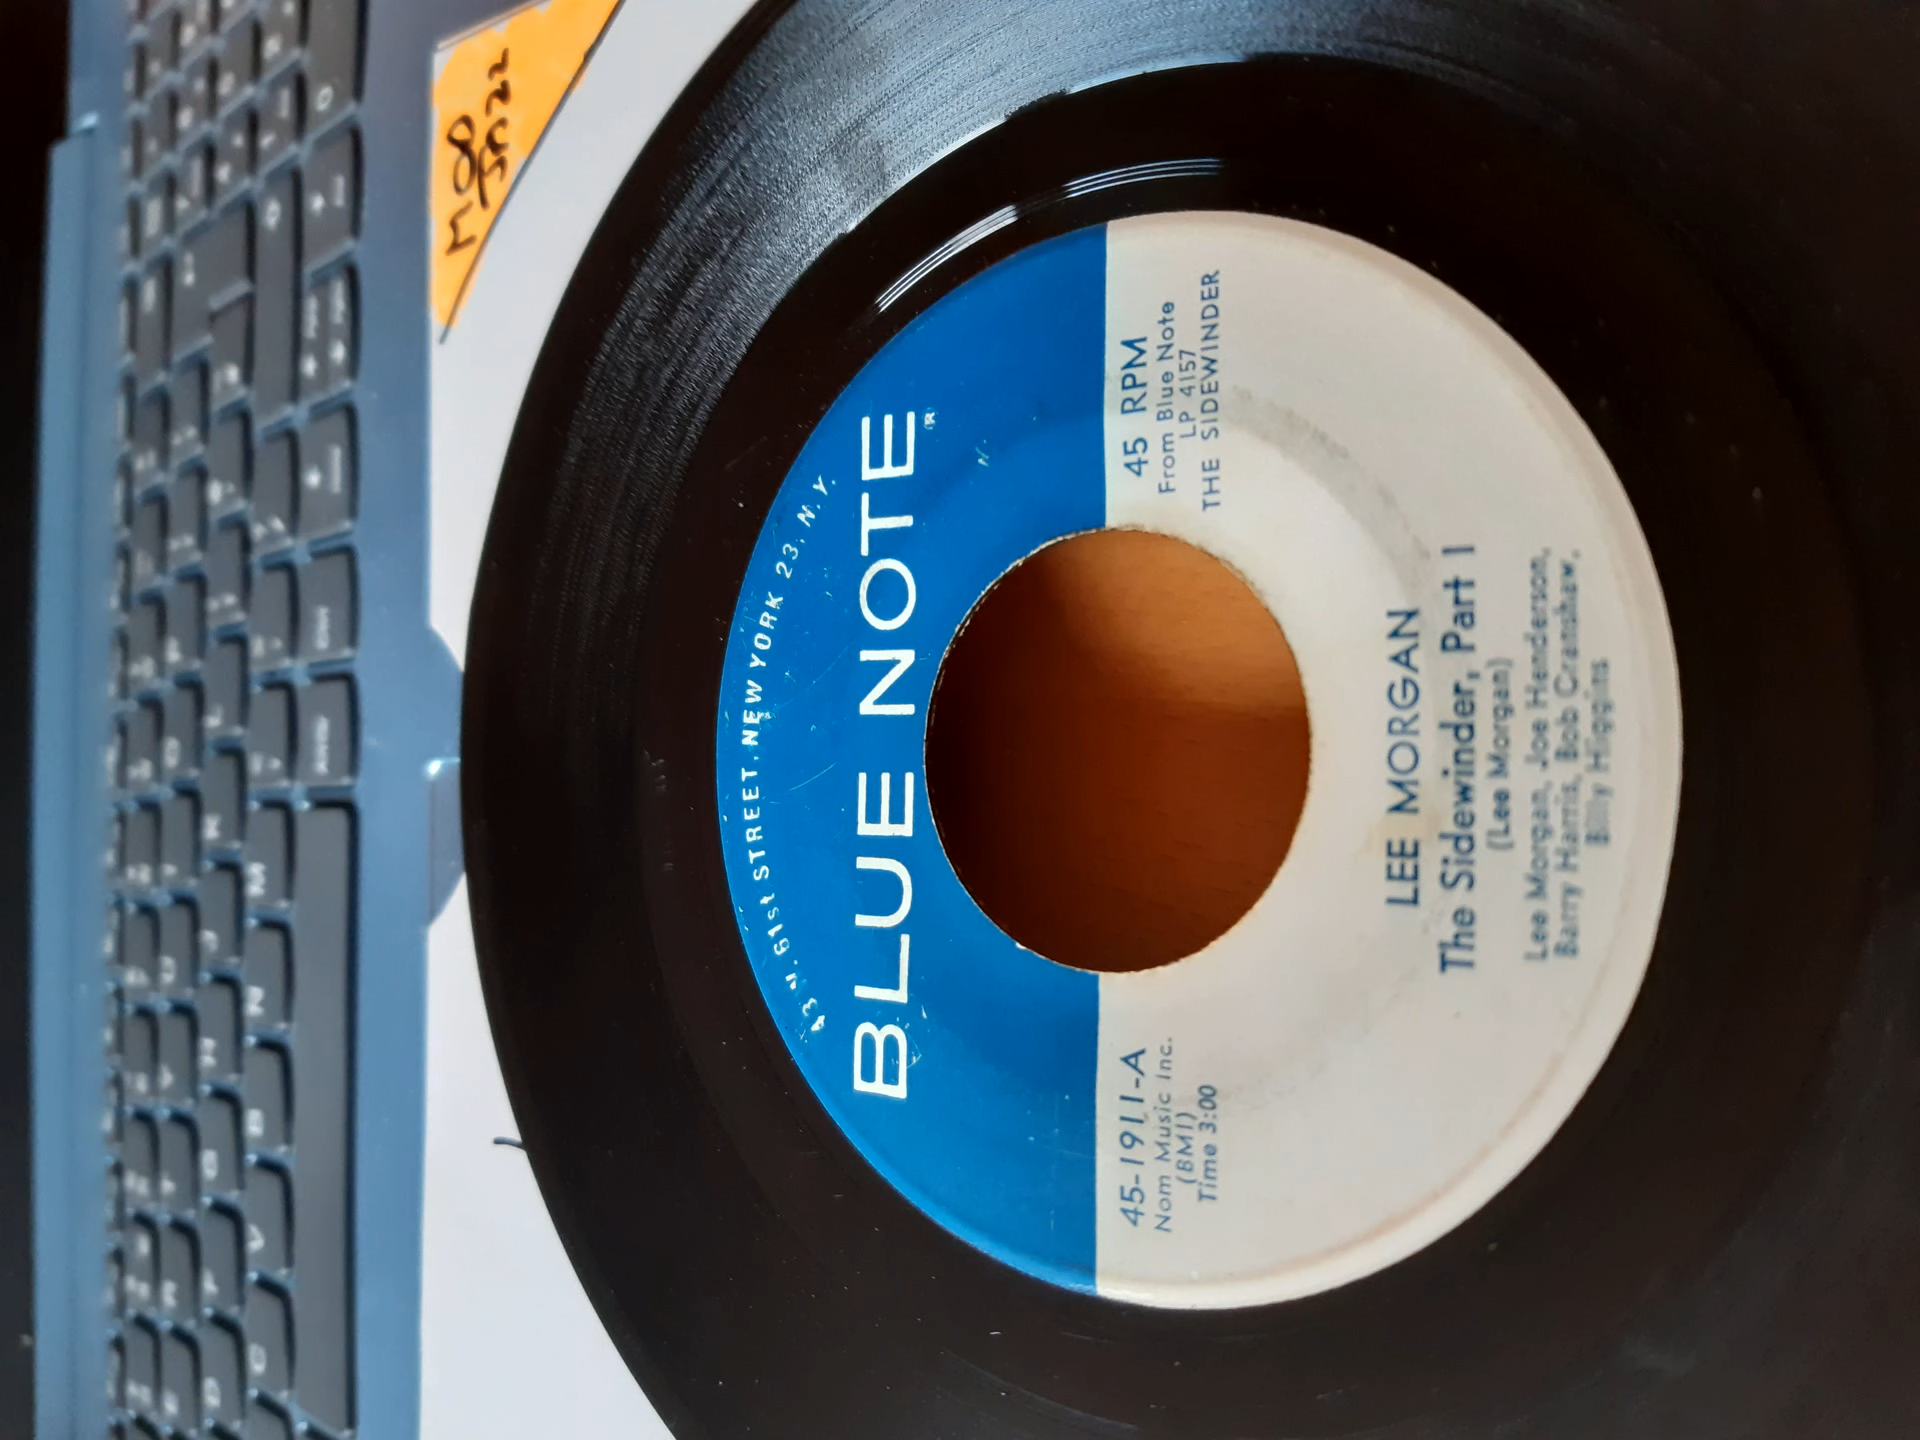 43 W. 61st STREET, NEW YORK 23, N.Y.
BLUE NOTE
®
45-1911-A
Nom Music Inc.
(BMI)
Time 3:00
45 RPM
From Blue Note
LP 4157
THE SIDEWINDER
LEE MORGAN
The Sidewinder, Part 1
(Lee Morgan)
Lee Morgan, Joe Henderson,
Barry Harris, Bob Cranshaw,
Billy Higgins